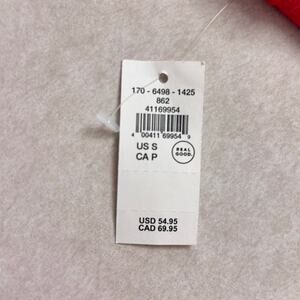 170 - 6498 - 1425
862
41169954
4 00411 69954 9
US S
CA P
REAL
GOOD.
USD 54.95
CAD 69.95